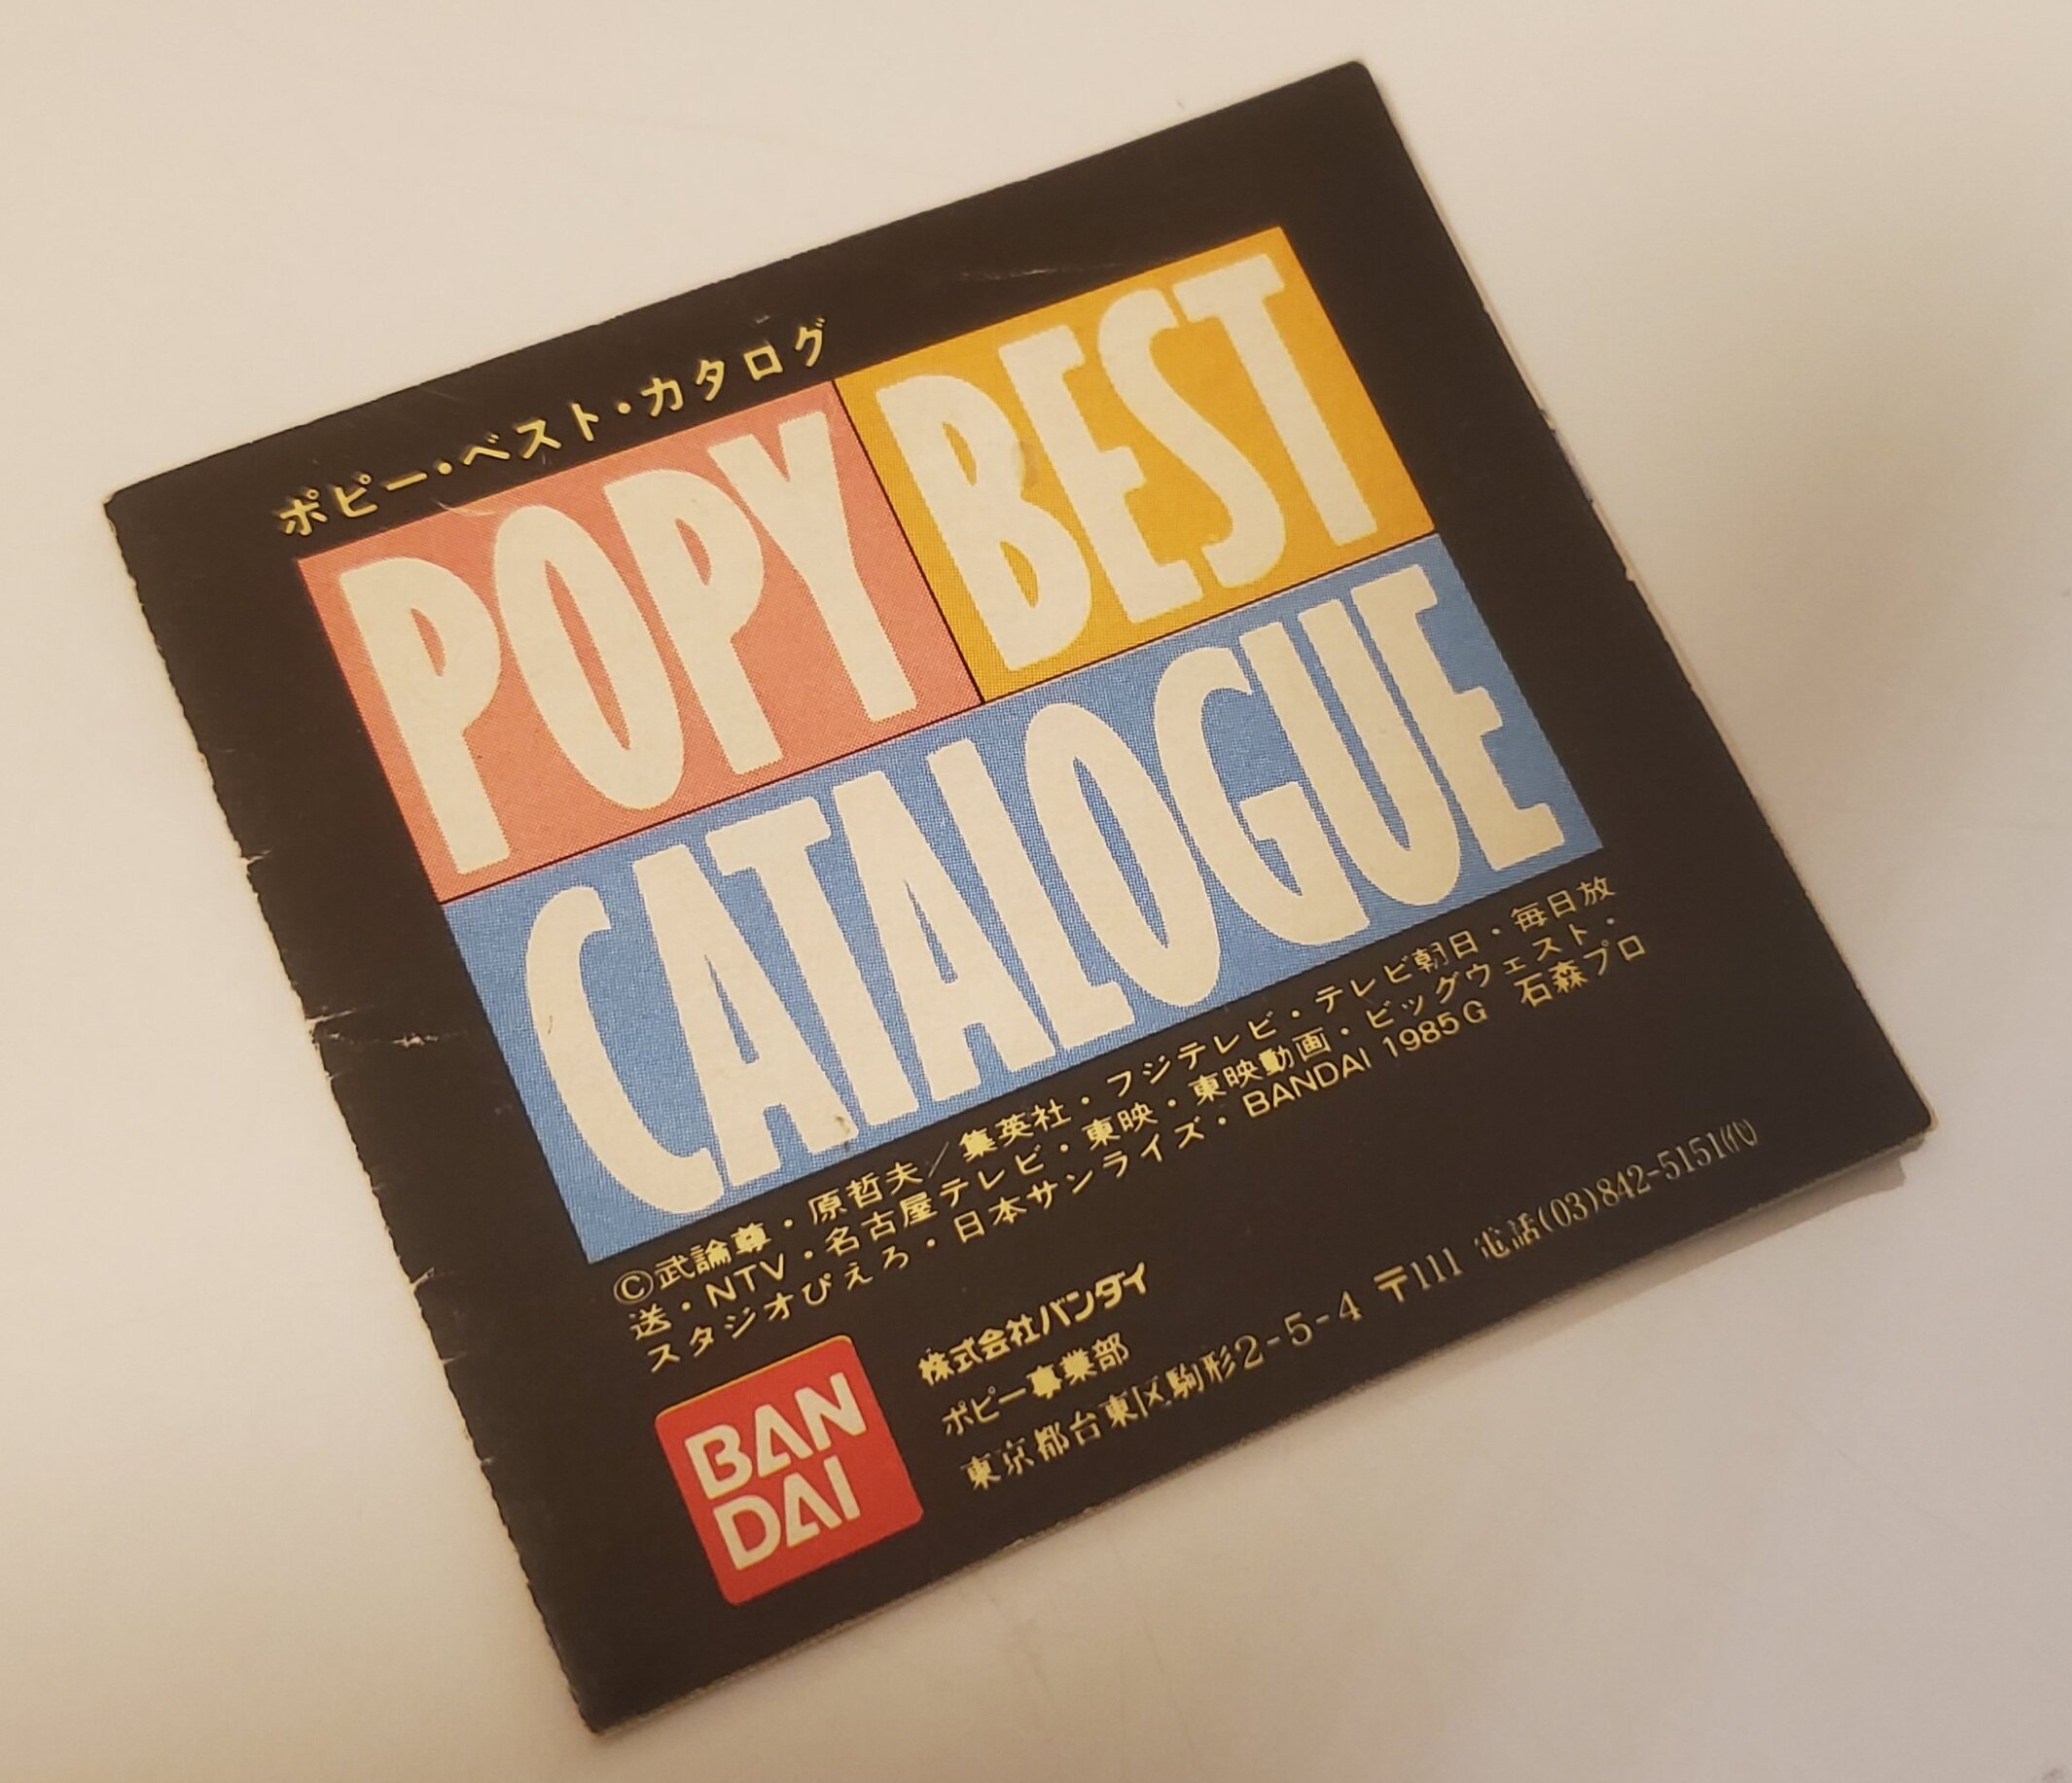 ポピー・ベスト・カタログ
POPY BEST
CATALOGUE
©武論尊・原哲夫／集英社・フジテレビ・テレビ朝日・毎日放
送・NTV・名古屋テレビ・東映・東映動画・ビッグウェスト・
スタジオぴえろ・日本サンライズ・BANDAI 1985G 石森プロ
BAN
DAI
株式会社バンダイ
ポピー事業部
東京都台東区駒形2-5-4 〒111 電話(03)842-5151㈹